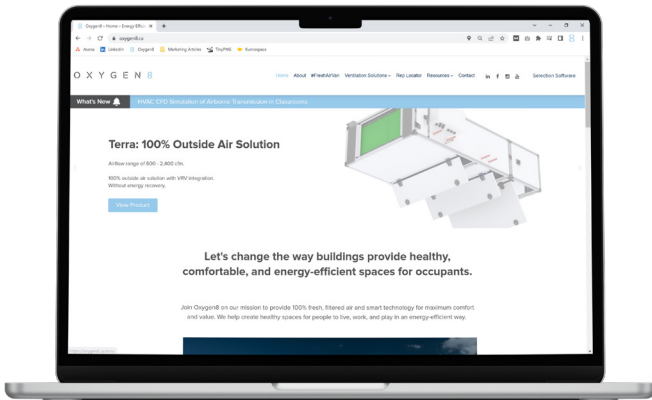 Oxygen8 - Home - Energy Effici
oxygen8.ca
Asana Linkedin Oxygen8 Marketing Articles TinyPNG Kumospace
OXYGEN8
Home About #FreshAirVan Ventilation Solutions Rep Locator Resources Contact Selection Software
What's New HVAC CFD Simulation of Airborne Transmission in Classrooms
Terra: 100% Outside Air Solution
Airflow range of 600 - 2,400 cfm.
100% outside air solution with VRV integration.
Without energy recovery.
View Product
Let's change the way buildings provide healthy,
comfortable, and energy-efficient spaces for occupants.
Join Oxygen8 on our mission to provide 100% fresh, filtered air and smart technology for maximum comfort
and value. We help create healthy spaces for people to live, work, and play in an energy-efficient way.